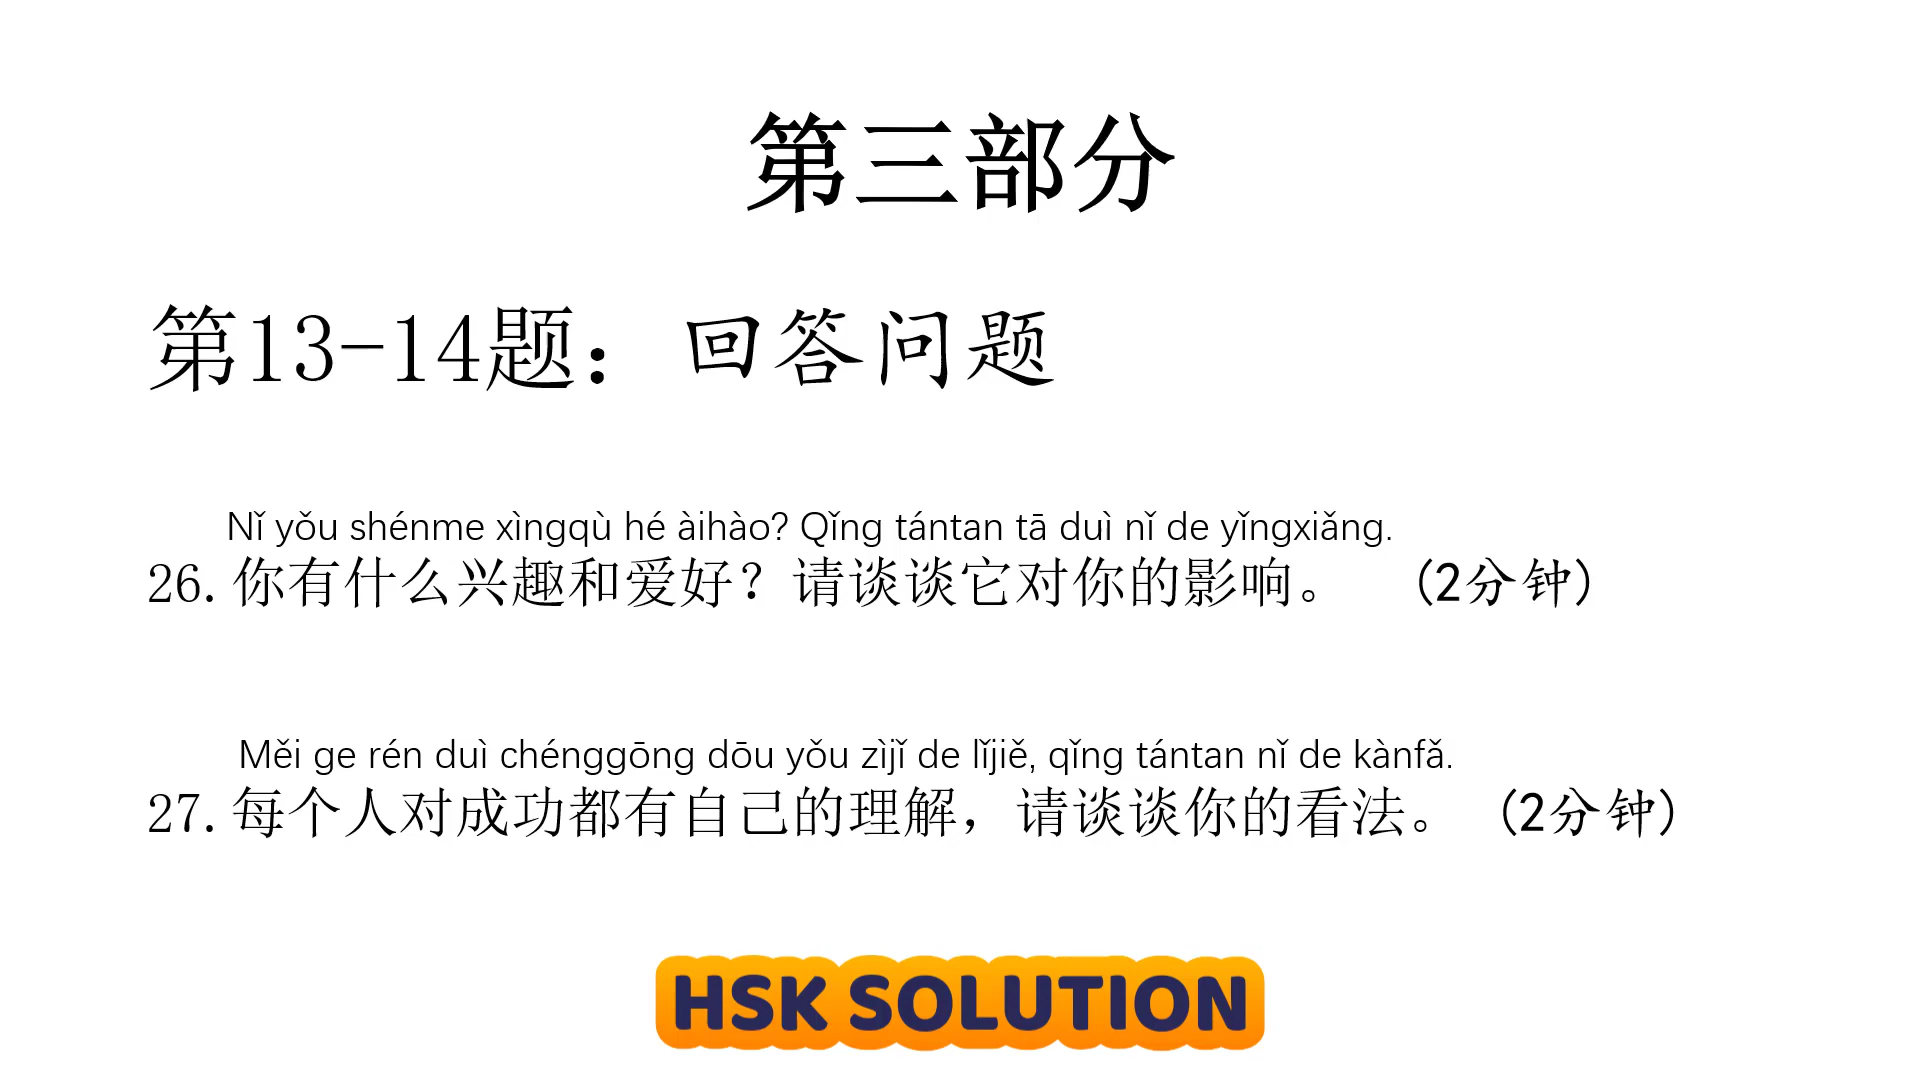 第三部分
第13-14题：回答问题
Nǐ yǒu shénme xìngqù hé àihào? Qǐng tántan tā duì nǐ de yǐngxiǎng.
26. 你有什么兴趣和爱好？请谈谈它对你的影响。 (2分钟)
Měi ge rén duì chénggōng dōu yǒu zìjǐ de lǐjiě, qǐng tántan nǐ de kànfǎ.
27. 每个人对成功都有自己的理解，请谈谈你的看法。 (2分钟)
HSK SOLUTION